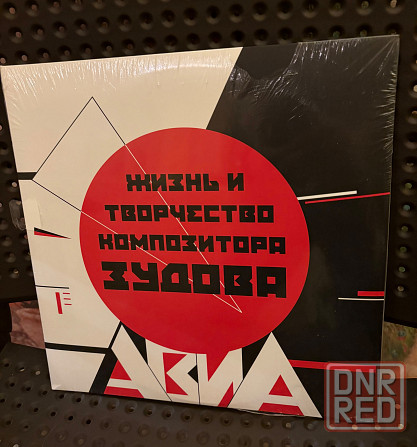 ЖИЗНЬ И
ТВОРЧЕСТВО
КОМПОЗИТОРА
ЗУДОВА
АВИА
DNR
RED.